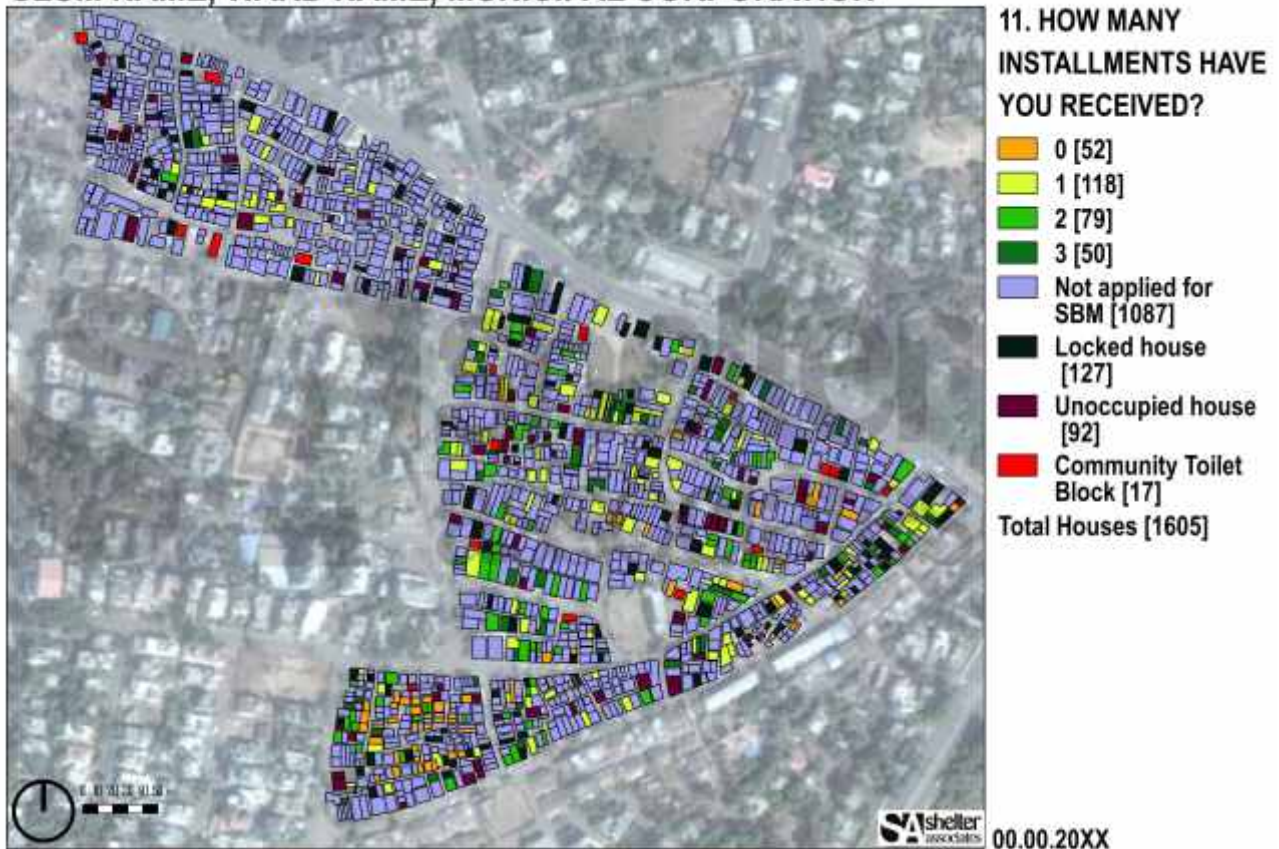 11. HOW MANY
INSTALLMENTS HAVE
YOU RECEIVED?
0 [52]
1 [118]
2 [79]
3 [50]
Not applied for
SBM [1087]
Locked house
[127]
Unoccupied house
[92]
Community Toilet
Block [17]
Total Houses [1605]
SA shelter
associates
00.00.20XX